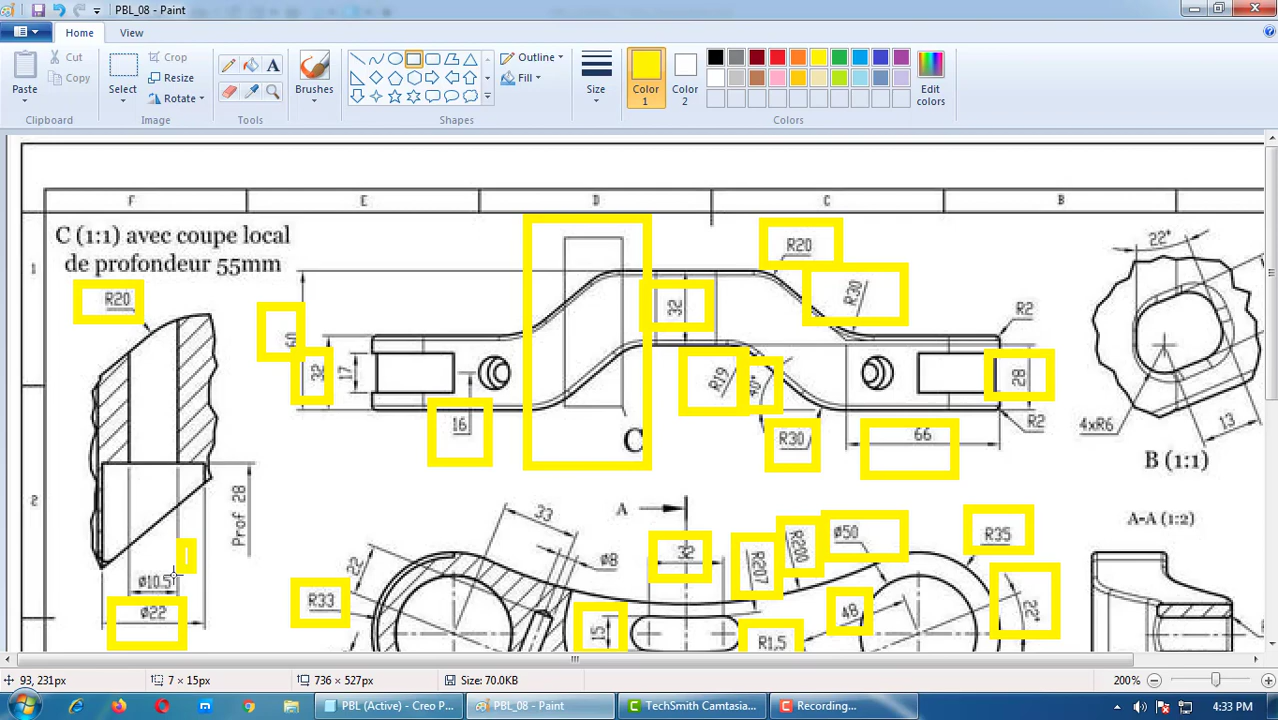 PBL_08 - Paint
Home
View
Paste
Cut
Copy
Clipboard
Select
Crop
Resize
Rotate
Image
Tools
Brushes
Shapes
Outline
Fill
Size
Color 1
Color 2
Edit colors
Colors
F E D C B
1
C (1:1) avec coupe local
de profondeur 55mm
R20
60
32
17
16
32
R20
R30
R19
40°
R30
66
R2
28
R2
22°
4xR6
13
C
B (1:1)
2
Prof 28
Ø10.5
Ø22
A
33
Ø8
22
R33
32
15
R207
R200
Ø50
48
R1,5
R35
22°
A-A (1:2)
93, 231px
7 × 15px
736 × 527px
Size: 70.0KB
200%
PBL (Active) - Creo P...
PBL_08 - Paint
TechSmith Camtasia...
Recording...
4:33 PM